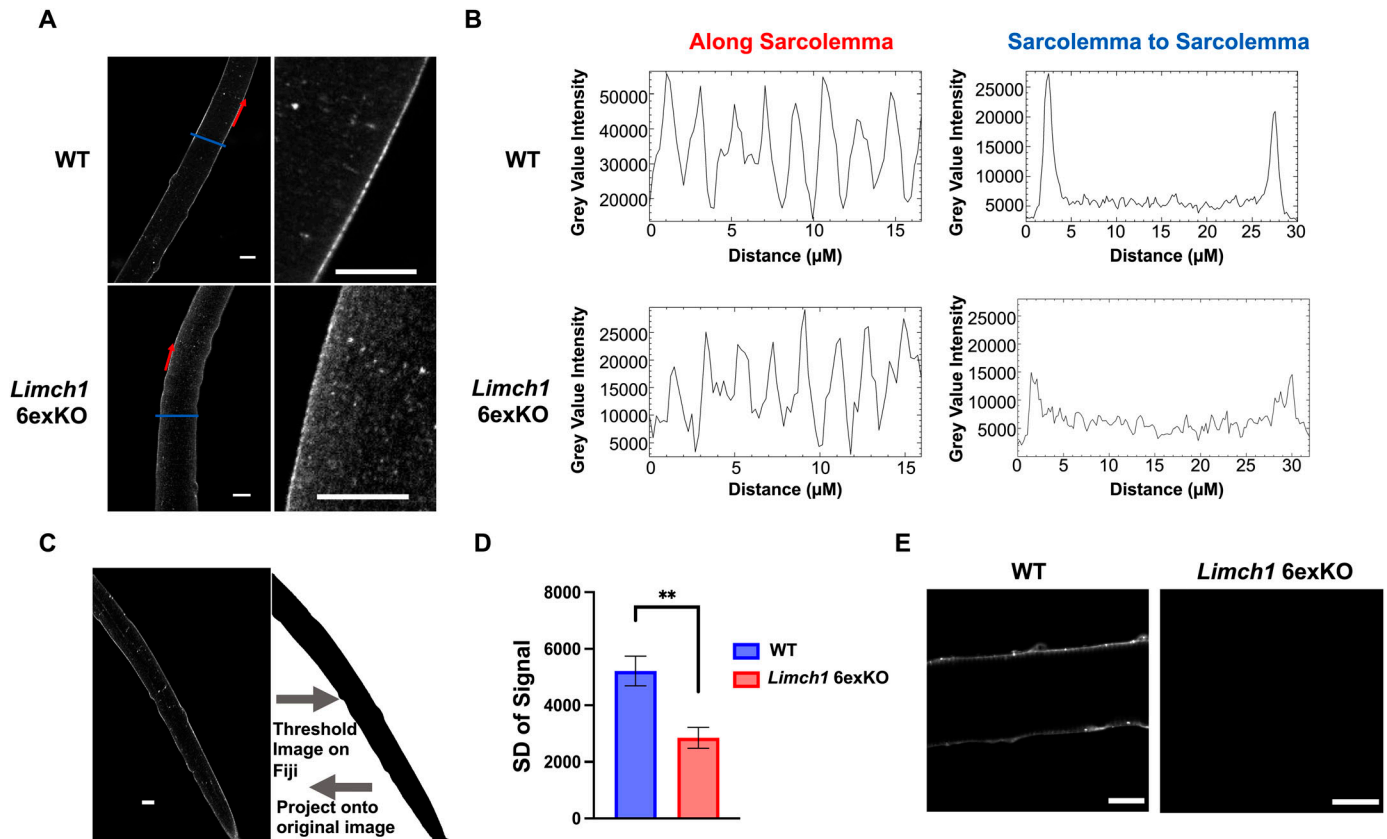 A
B
Along Sarcolemma
Sarcolemma to Sarcolemma
WT
WT
Grey Value Intensity
50000
40000
30000
20000
0
5
10
15
Distance (µM)
Grey Value Intensity
25000
20000
15000
10000
5000
0
5
10
15
20
25
30
Distance (µM)
Limch1
6exKO
Limch1
6exKO
Grey Value Intensity
25000
20000
15000
10000
5000
0
5
10
15
Distance (µM)
Grey Value Intensity
25000
20000
15000
10000
5000
0
5
10
15
20
25
30
Distance (µM)
C
Threshold
Image on
Fiji
Project onto
original image
D
SD of Signal
8000
6000
4000
2000
0
**
WT
Limch1 6exKO
E
WT
Limch1 6exKO